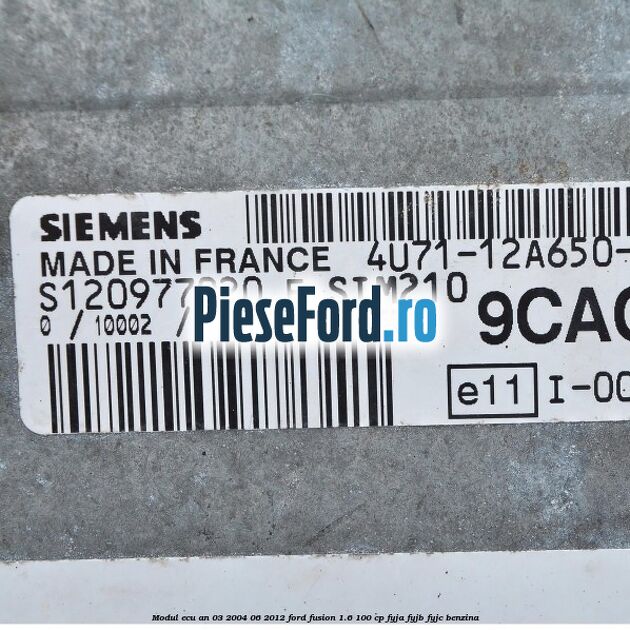 SIEMENS
MADE IN FRANCE 4U71-12A650-
SIM210
0 / 10002 /
9CAC
e11 I-00
PieseFord.ro
Modul ecu an 03 2004 06 2012 ford fusion 1.6 100 cp fyja fyjb fyjc benzina